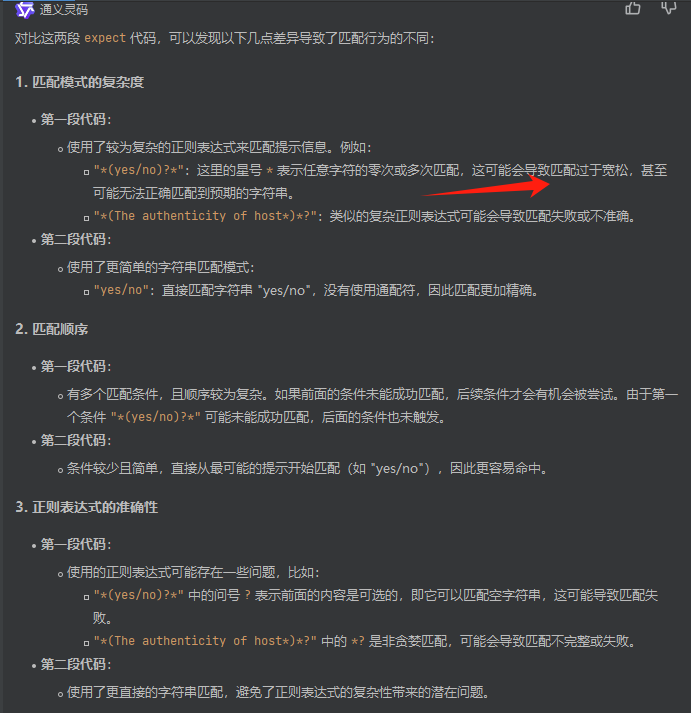 通义灵码
对比这两段 expect 代码，可以发现以下几点差异导致了匹配行为的不同：
1. 匹配模式的复杂度
第一段代码：
使用了较为复杂的正则表达式来匹配提示信息。例如：
"*(yes/no)?*"：这里的星号 * 表示任意字符的零次或多次匹配，这可能会导致匹配过于宽松，甚至
可能无法正确匹配到预期的字符串。
"*(The authenticity of host*)*?"：类似的复杂正则表达式可能会导致匹配失败或不准确。
第二段代码：
使用了更简单的字符串匹配模式：
"yes/no"：直接匹配字符串 "yes/no"，没有使用通配符，因此匹配更加精确。
2. 匹配顺序
第一段代码：
有多个匹配条件，且顺序较为复杂。如果前面的条件未能成功匹配，后续条件才会有机会被尝试。由于第一
个条件 "*(yes/no)?*" 可能未能成功匹配，后面的条件也未触发。
第二段代码：
条件较少且简单，直接从最可能的提示开始匹配（如 "yes/no"），因此更容易命中。
3. 正则表达式的准确性
第一段代码：
使用的正则表达式可能存在一些问题，比如：
"*(yes/no)?*" 中的问号 ? 表示前面的内容是可选的，即它可以匹配空字符串，这可能导致匹配失
败。
"*(The authenticity of host*)*?" 中的 *? 是非贪婪匹配，可能会导致匹配不完整或失败。
第二段代码：
使用了更直接的字符串匹配，避免了正则表达式的复杂性带来的潜在问题。